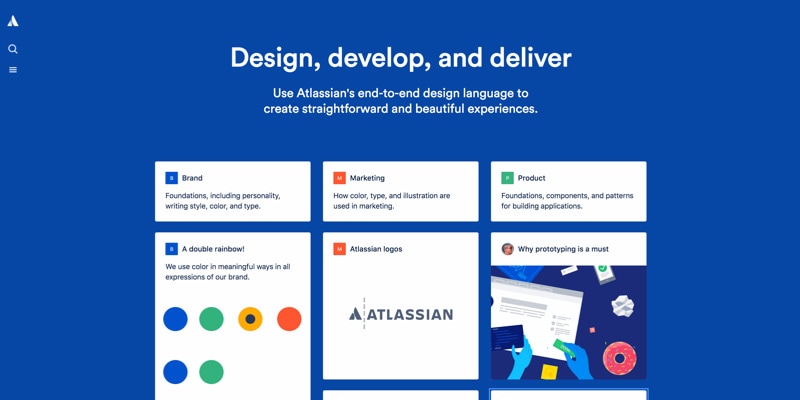 Design, develop, and deliver
Use Atlassian's end-to-end design language to
create straightforward and beautiful experiences.
B Brand
Foundations, including personality,
writing style, color, and type.
M Marketing
How color, type, and illustration are
used in marketing.
P Product
Foundations, components, and patterns
for building applications.
B A double rainbow!
We use color in meaningful ways in all
expressions of our brand.
M Atlassian logos
ATLASSIAN
Why prototyping is a must